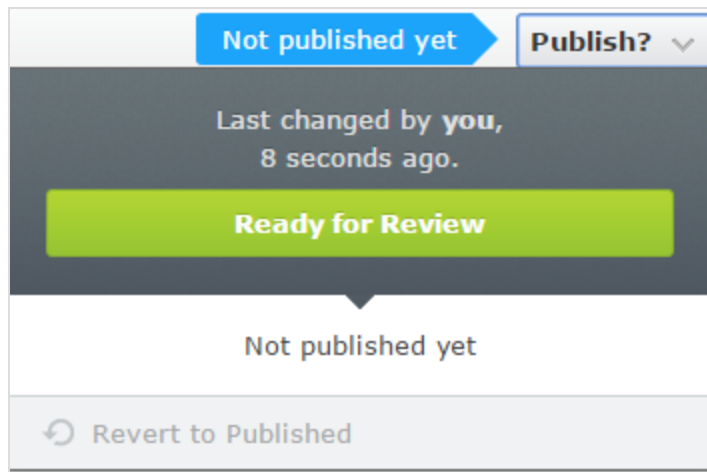 Not published yet
Publish?
Last changed by you,
8 seconds ago.
Ready for Review
Not published yet
Revert to Published